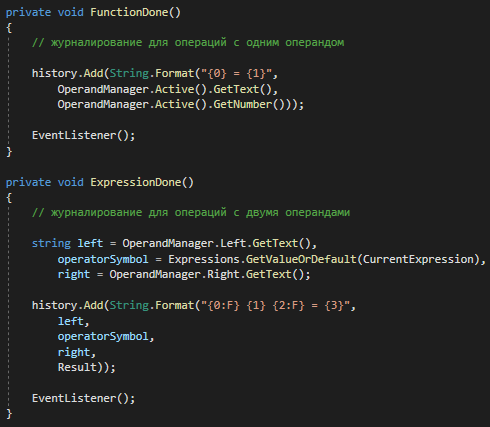 private void FunctionDone()
{
    // журналирование для операций с одним операндом
    history.Add(String.Format("{0} = {1}",
        OperandManager.Active().GetText(),
        OperandManager.Active().GetNumber()));
    EventListener();
}
private void ExpressionDone()
{
    // журналирование для операций с двумя операндами
    string left = OperandManager.Left.GetText(),
        operatorSymbol = Expressions.GetValueOrDefault(CurrentExpression),
        right = OperandManager.Right.GetText();
    history.Add(String.Format("{0:F} {1} {2:F} = {3}",
        left,
        operatorSymbol,
        right,
        Result));
    EventListener();
}